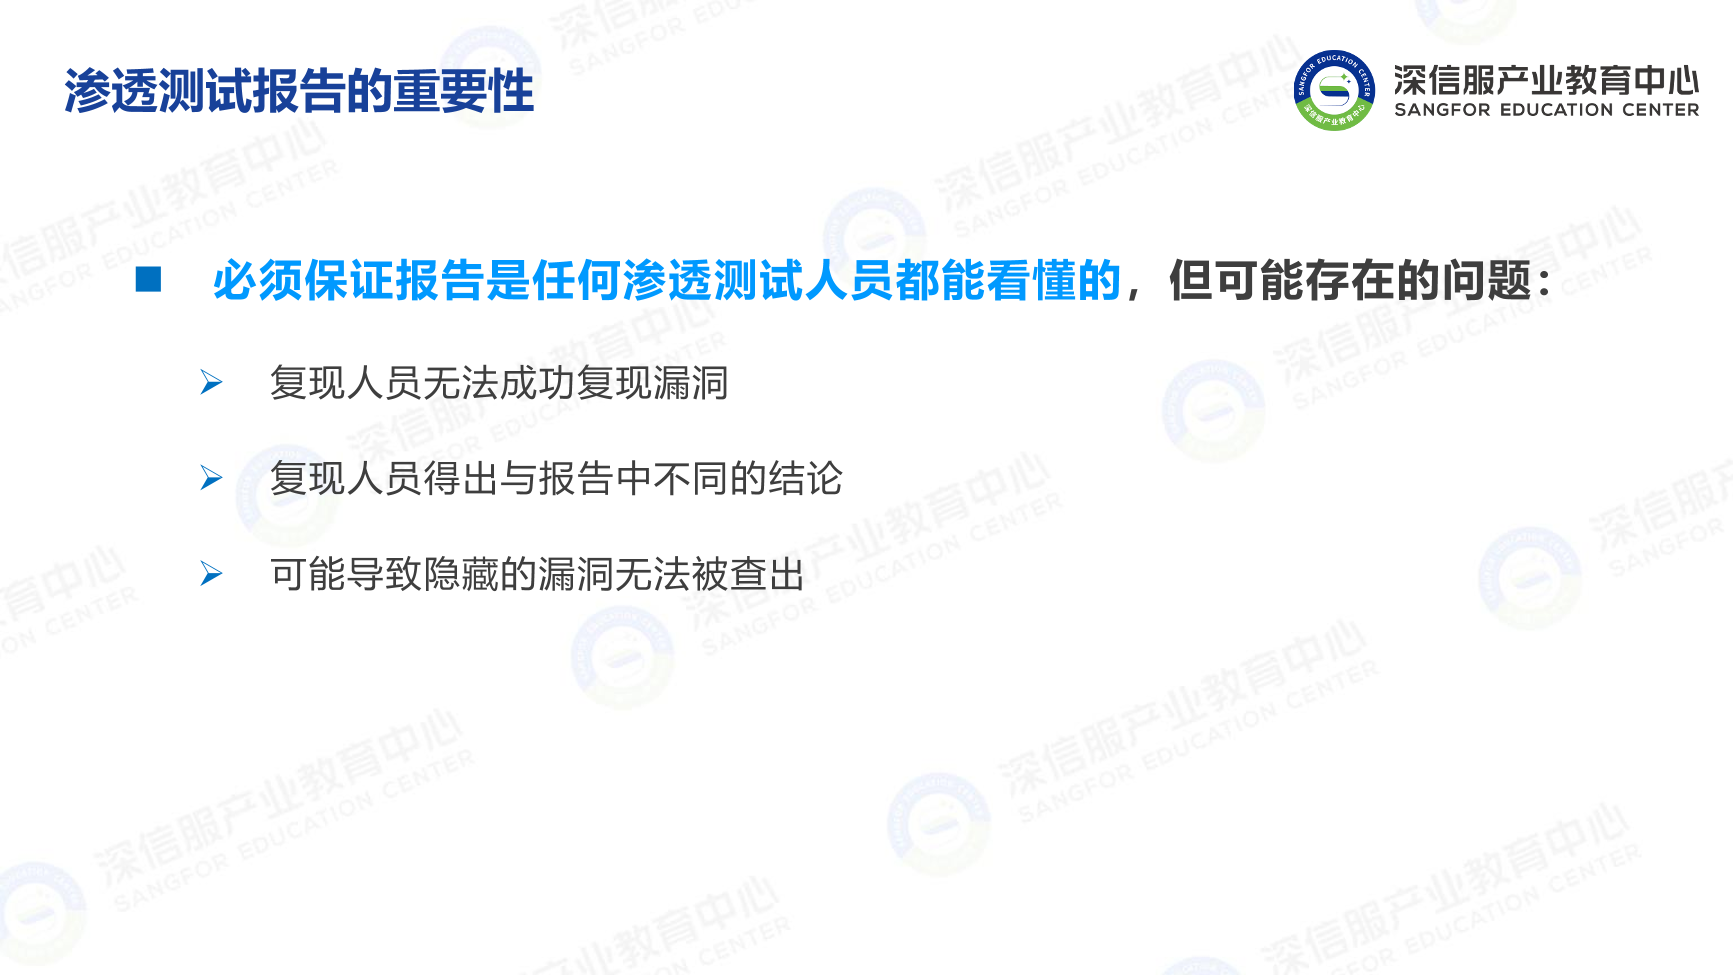 渗透测试报告的重要性
深信服产业教育中心
SANGFOR EDUCATION CENTER
必须保证报告是任何渗透测试人员都能看懂的，但可能存在的问题：
复现人员无法成功复现漏洞
复现人员得出与报告中不同的结论
可能导致隐藏的漏洞无法被查出